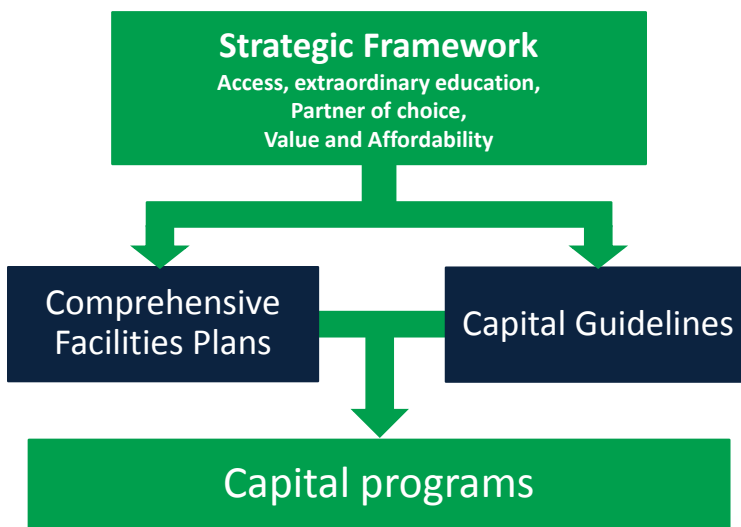 Strategic Framework
Access, extraordinary education,
Partner of choice,
Value and Affordability
Comprehensive
Facilities Plans
Capital Guidelines
Capital programs